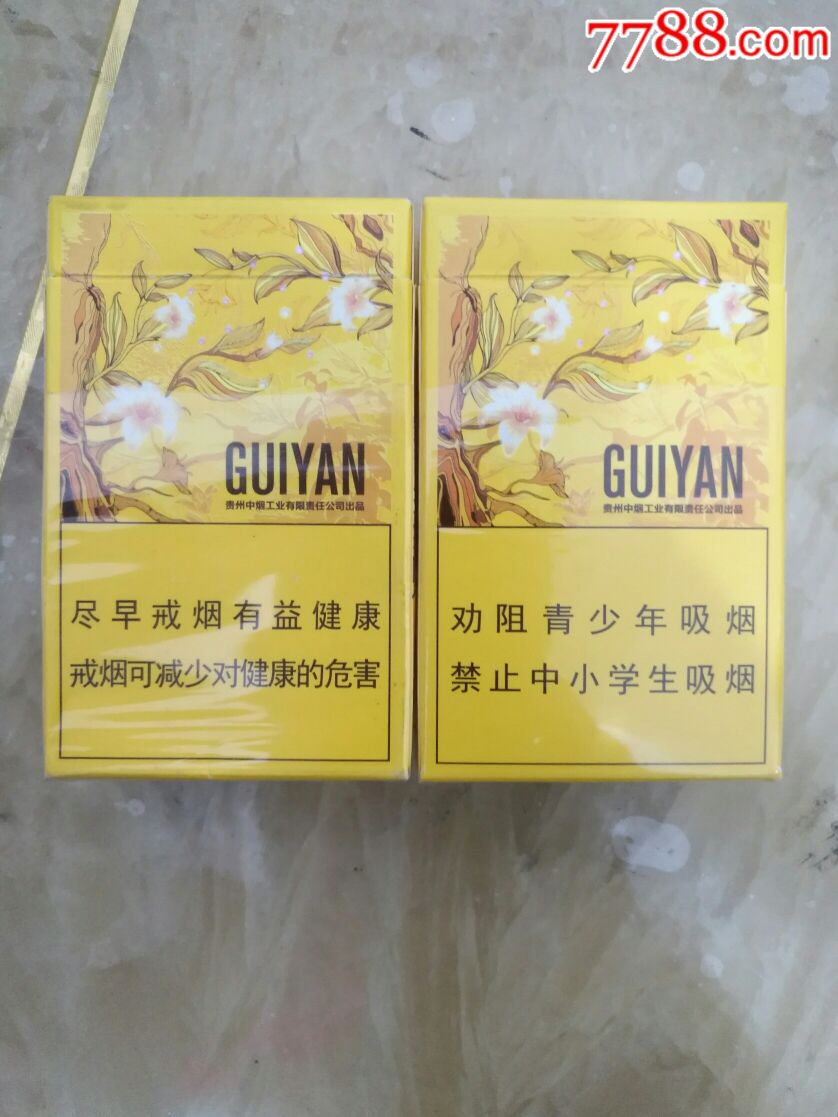 7788.com
GUIYAN
贵州中烟工业有限责任公司出品
尽早戒烟有益健康
戒烟可减少对健康的危害
GUIYAN
贵州中烟工业有限责任公司出品
劝阻青少年吸烟
禁止中小学生吸烟